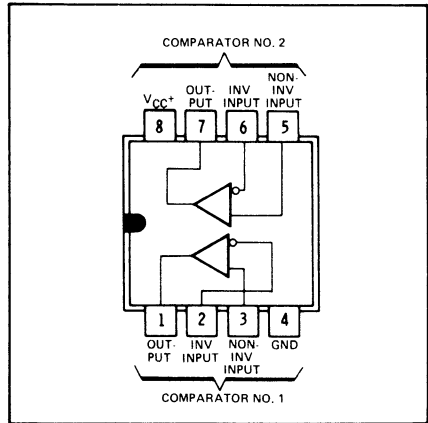 COMPARATOR NO. 2
VCC+
OUT-
PUT
INV
INPUT
NON-
INV
INPUT
8 7 6 5
1 2 3 4
OUT-
PUT
INV
INPUT
NON-
INV
INPUT
GND
COMPARATOR NO. 1